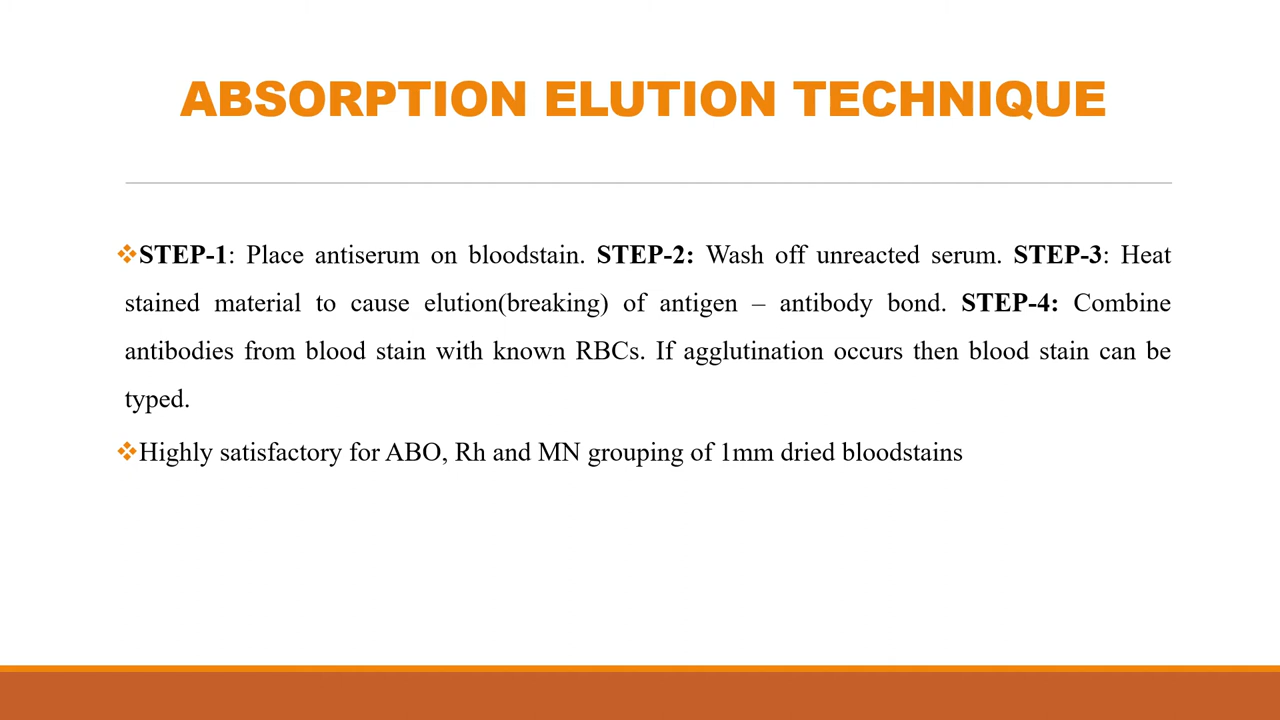 ABSORPTION ELUTION TECHNIQUE
❖STEP-1: Place antiserum on bloodstain. STEP-2: Wash off unreacted serum. STEP-3: Heat
stained material to cause elution(breaking) of antigen – antibody bond. STEP-4: Combine
antibodies from blood stain with known RBCs. If agglutination occurs then blood stain can be
typed.
❖Highly satisfactory for ABO, Rh and MN grouping of 1mm dried bloodstains